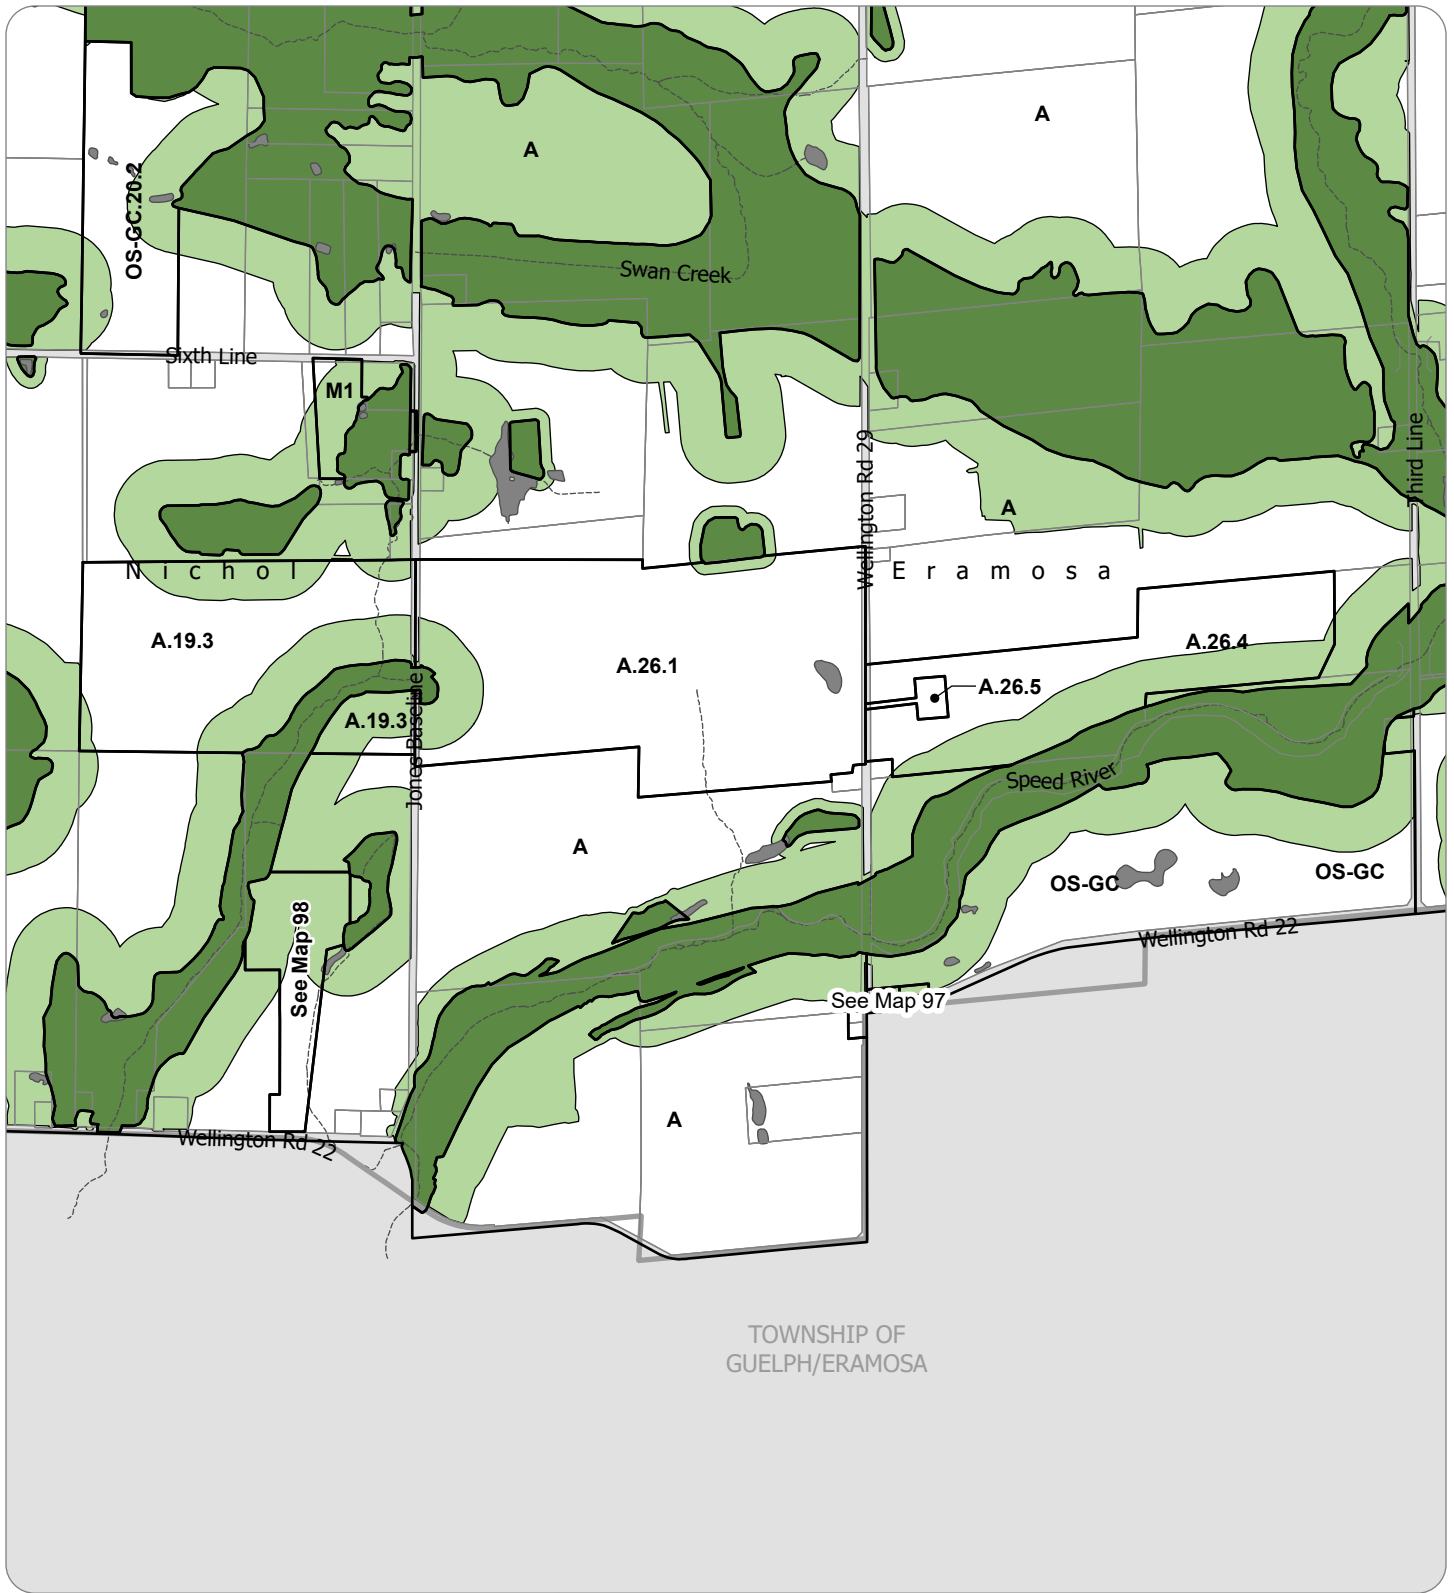 A
A
OS-GC.20.2
Swan Creek
Sixth Line
M1
Wellington Rd 29
Third Line
A
Nichol
Eramosa
A.19.3
A.26.1
A.26.4
A.26.5
A.19.3
Jones Baseline
Speed River
A
OS-GC
OS-GC
See Map 98
Wellington Rd 22
See Map 97
A
Wellington Rd 22
TOWNSHIP OF
GUELPH/ERAMOSA